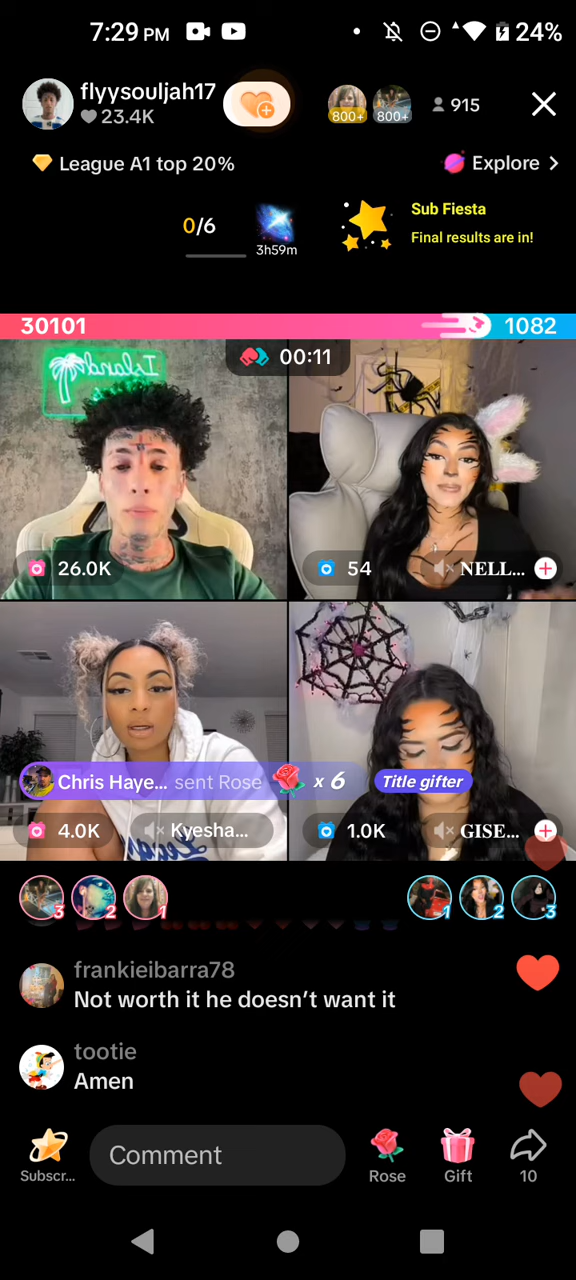 7:29 PM
24%
flyysouljah17
23.4K
800+
800+
915
League A1 top 20%
Explore >
0/6
3h59m
Sub Fiesta
Final results are in!
30101
1082
00:11
Island
26.0K
54
NELL...
Chris Haye... sent Rose x 6
Title gifter
4.0K
Kyesha...
1.0K
GISE...
3
2
1
1
2
3
frankieibarra78
Not worth it he doesn't want it
tootie
Amen
Subscr...
Comment
Rose
Gift
10